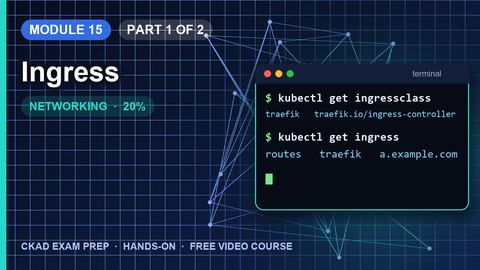 MODULE 15 PART 1 OF 2
Ingress
NETWORKING · 20%
terminal
$ kubectl get ingressclass
traefik traefik.io/ingress-controller
$ kubectl get ingress
routes traefik a.example.com
CKAD EXAM PREP · HANDS-ON · FREE VIDEO COURSE